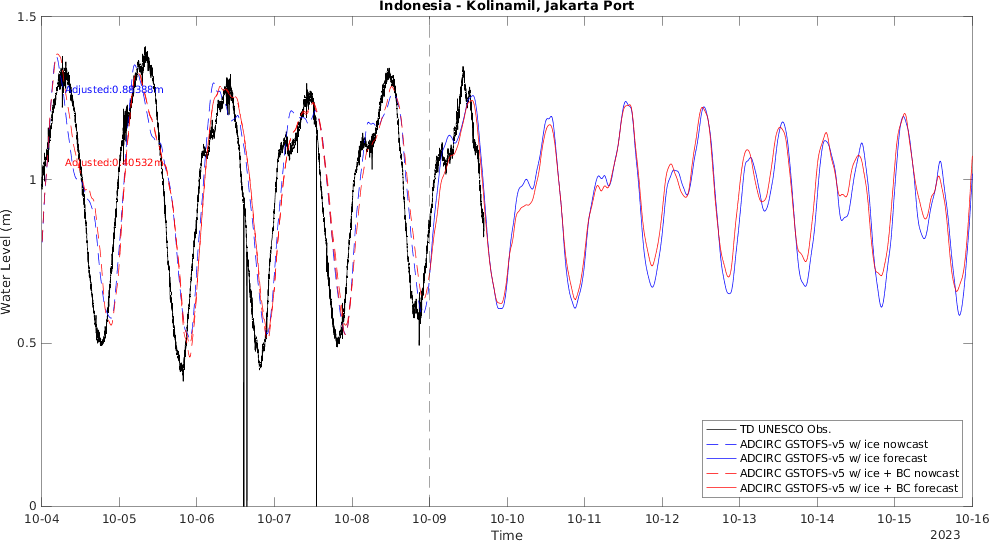 Indonesia - Kolinamil, Jakarta Port
1.5
1
0.5
0
Water Level (m)
Adjusted:0.88388m
Adjusted:0.40532m
TD UNESCO Obs.
ADCIRC GSTOFS-v5 w/ ice nowcast
ADCIRC GSTOFS-v5 w/ ice forecast
ADCIRC GSTOFS-v5 w/ ice + BC nowcast
ADCIRC GSTOFS-v5 w/ ice + BC forecast
10-04 10-05 10-06 10-07 10-08 10-09 10-10 10-11 10-12 10-13 10-14 10-15 10-16
Time
2023